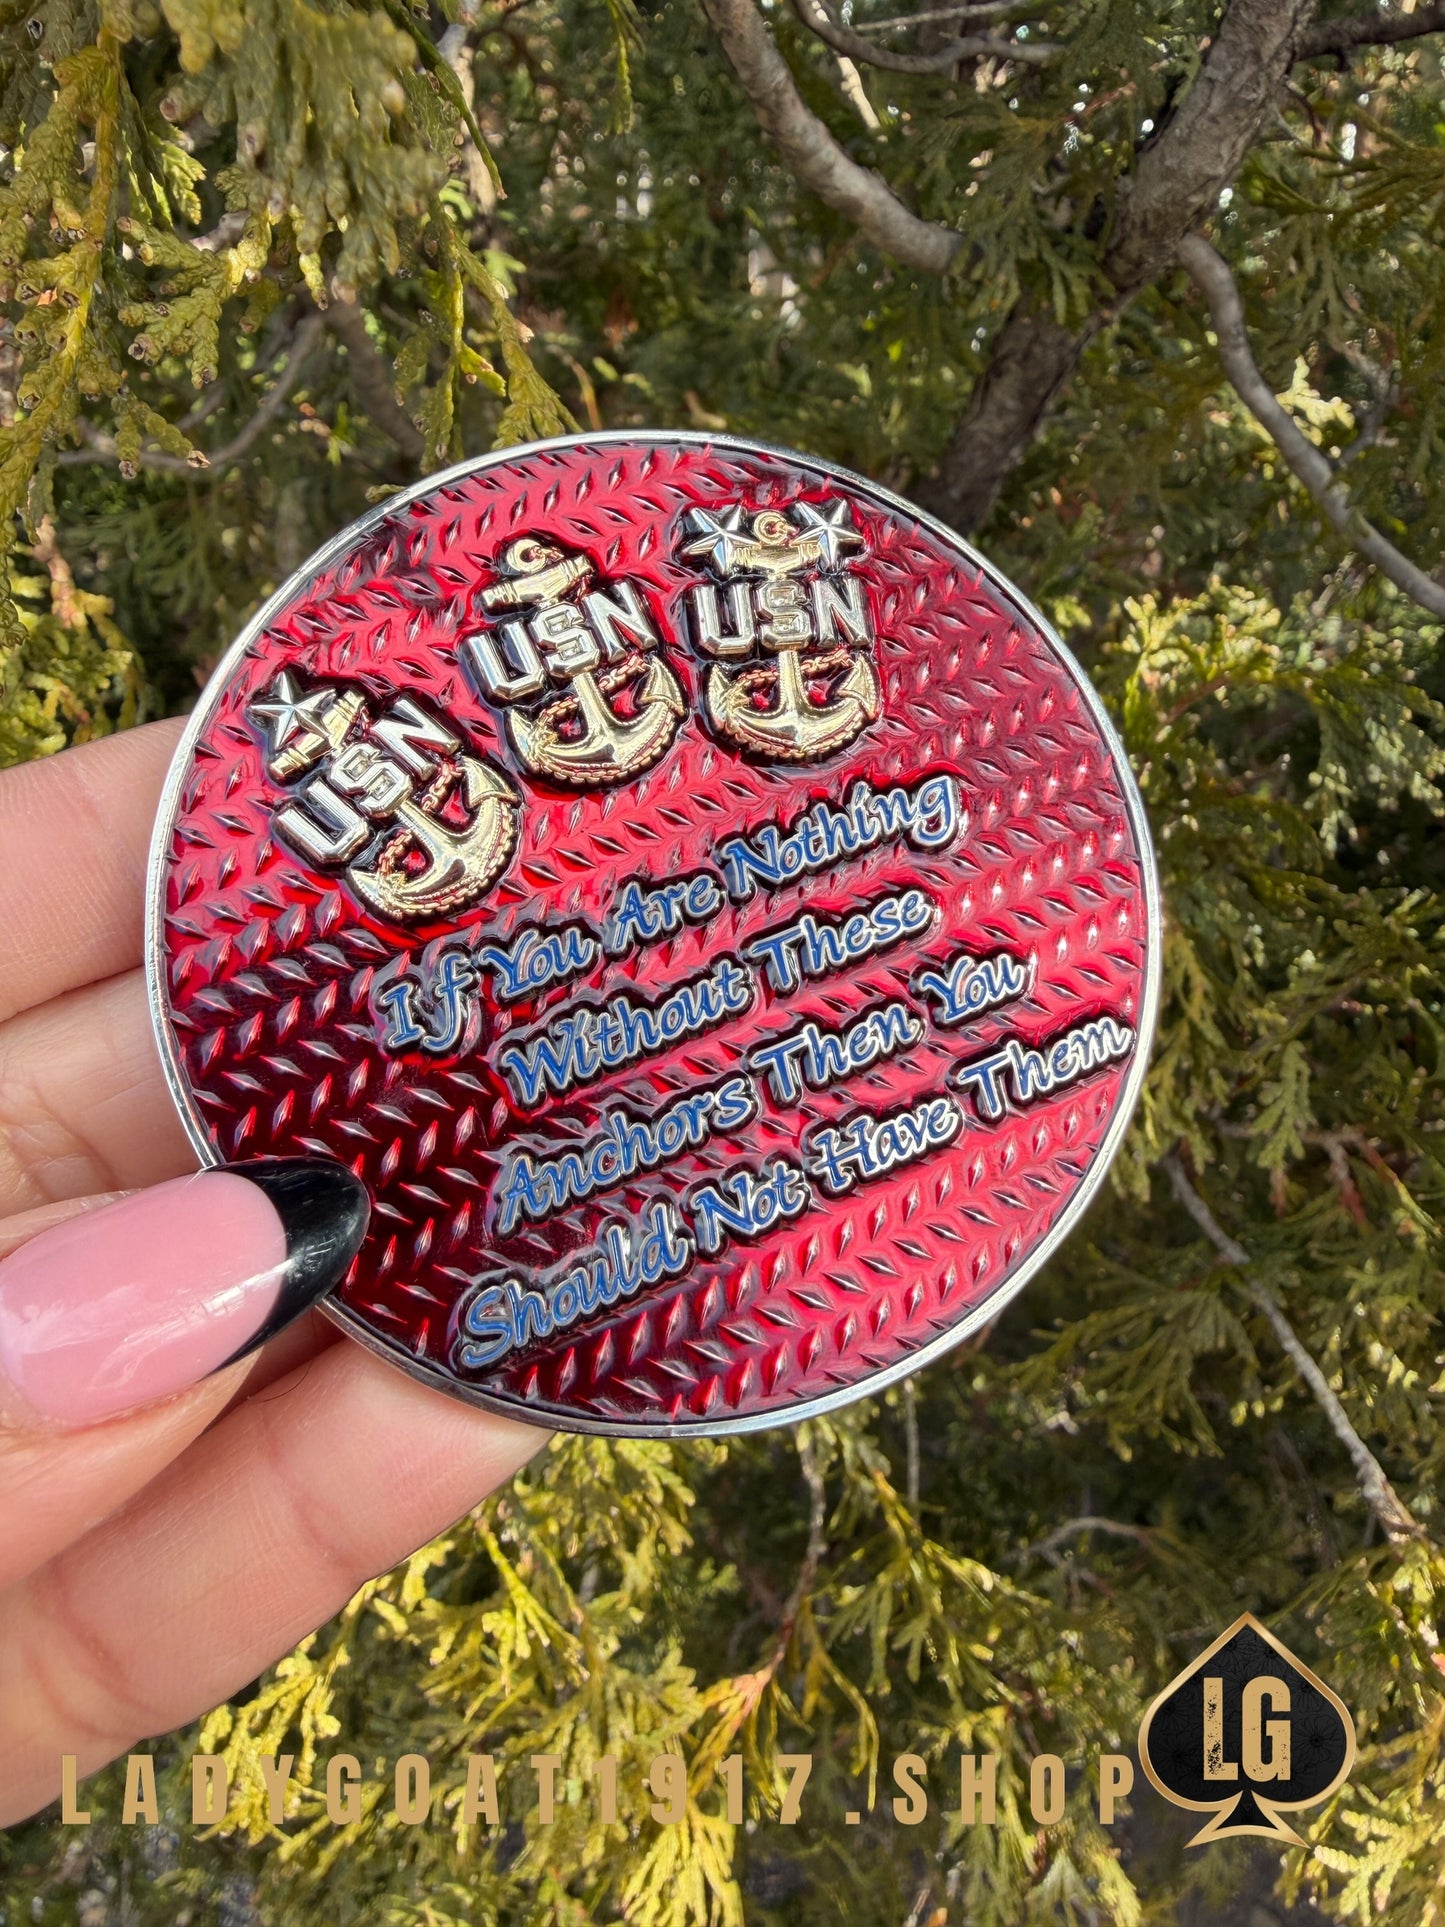 USN
USN
USN
If You Are Nothing
Without These
Anchors Then You
Should Not Have Them
LADYGOAT1917.SHOP
LG